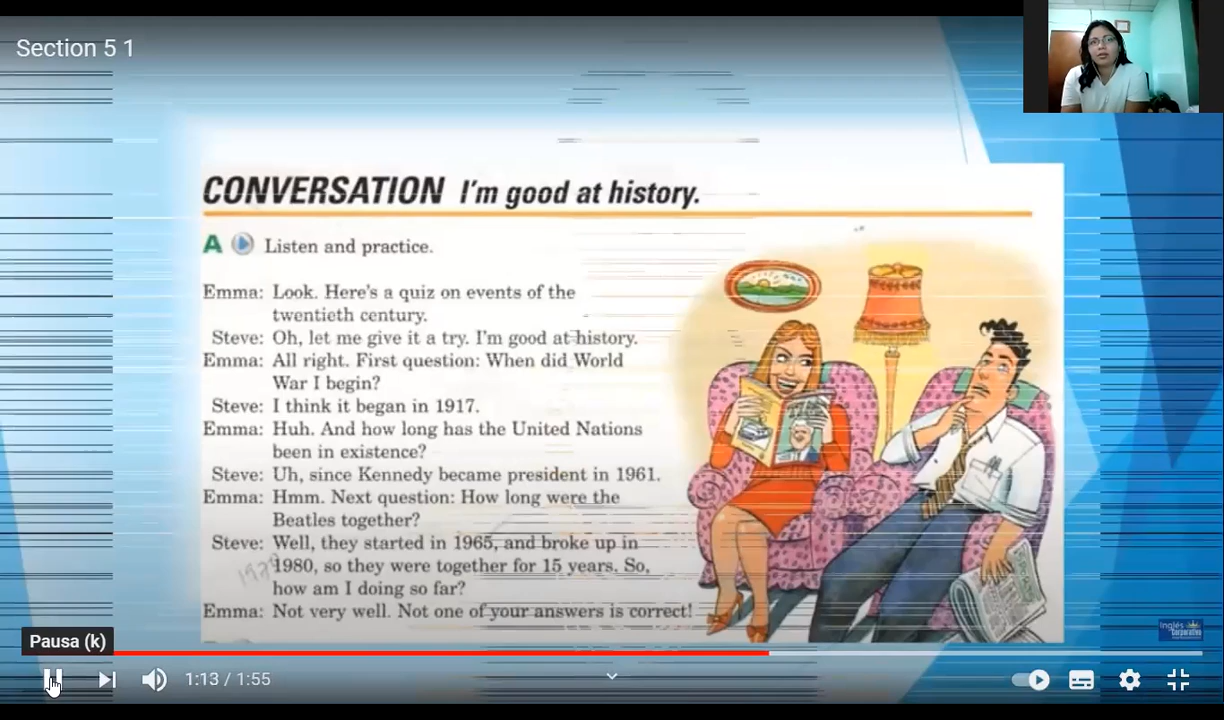 Section 5 1
CONVERSATION I'm good at history.
A Listen and practice.
Emma: Look. Here's a quiz on events of the
twentieth century.
Steve: Oh, let me give it a try. I'm good at history.
Emma: All right. First question: When did World
War I begin?
Steve: I think it began in 1917.
Emma: Huh. And how long has the United Nations
been in existence?
Steve: Uh, since Kennedy became president in 1961.
Emma: Hmm. Next question: How long were the
Beatles together?
Steve: Well, they started in 1965, and broke up in
1980, so they were together for 15 years. So,
how am I doing so far?
Emma: Not very well. Not one of your answers is correct!
Inglés
Corporativo
Pausa (k)
1:13 / 1:55